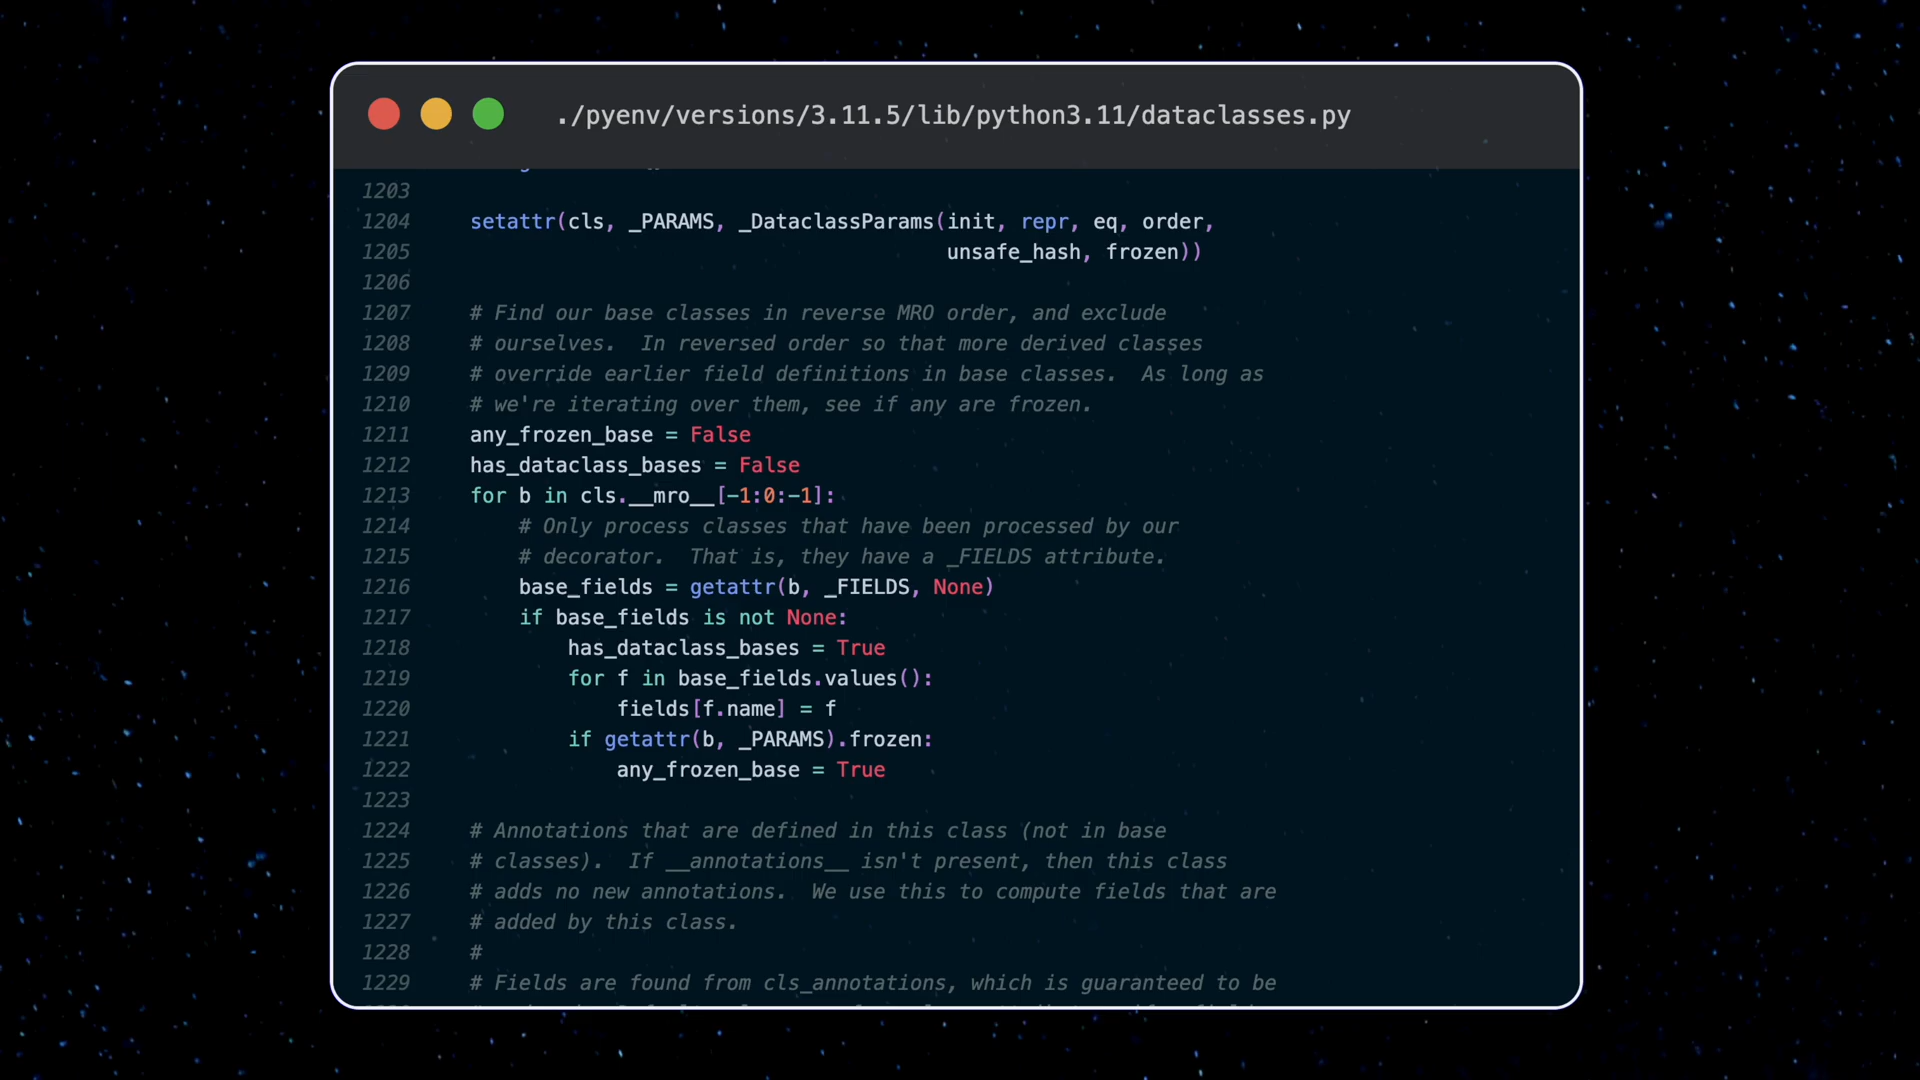 ./pyenv/versions/3.11.5/lib/python3.11/dataclasses.py
1203
1204 setattr(cls, _PARAMS, _DataclassParams(init, repr, eq, order,
1205 unsafe_hash, frozen))
1206
1207 # Find our base classes in reverse MRO order, and exclude
1208 # ourselves.  In reversed order so that more derived classes
1209 # override earlier field definitions in base classes.  As long as
1210 # we're iterating over them, see if any are frozen.
1211 any_frozen_base = False
1212 has_dataclass_bases = False
1213 for b in cls.__mro__[-1:0:-1]:
1214 # Only process classes that have been processed by our
1215 # decorator.  That is, they have a _FIELDS attribute.
1216 base_fields = getattr(b, _FIELDS, None)
1217 if base_fields is not None:
1218 has_dataclass_bases = True
1219 for f in base_fields.values():
1220 fields[f.name] = f
1221 if getattr(b, _PARAMS).frozen:
1222 any_frozen_base = True
1223
1224 # Annotations that are defined in this class (not in base
1225 # classes).  If __annotations__ isn't present, then this class
1226 # adds no new annotations.  We use this to compute fields that are
1227 # added by this class.
1228 #
1229 # Fields are found from cls_annotations, which is guaranteed to be